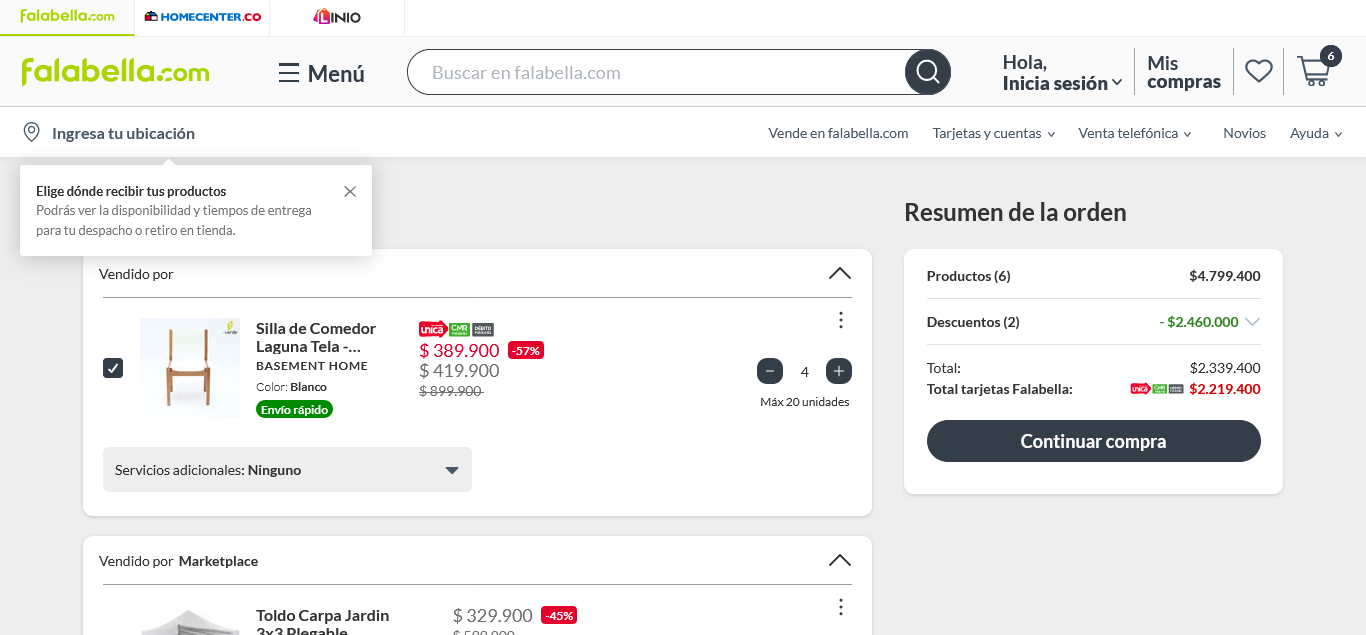 falabella.com
HOMECENTER.CO
LINIO
falabella.com
Menú
Buscar en falabella.com
Hola,
Inicia sesión
Mis
compras
6
Ingresa tu ubicación
Vende en falabella.com
Tarjetas y cuentas
Venta telefónica
Novios
Ayuda
Elige dónde recibir tus productos
Podrás ver la disponibilidad y tiempos de entrega
para tu despacho o retiro en tienda.
Vendido por
verde
Silla de Comedor
Laguna Tela -...
BASEMENT HOME
Color: Blanco
Envío rápido
única CMR Falabella DÉBITO Falabella
$ 389.900 -57%
$ 419.900
$ 899.900
− 4 +
Máx 20 unidades
Servicios adicionales: Ninguno
Vendido por Marketplace
Toldo Carpa Jardin
3x3 Plegable
$ 329.900 -45%
$ 599.900
Resumen de la orden
Productos (6) $4.799.400
Descuentos (2) - $2.460.000
Total: $2.339.400
Total tarjetas Falabella: única CMR $2.219.400
Continuar compra